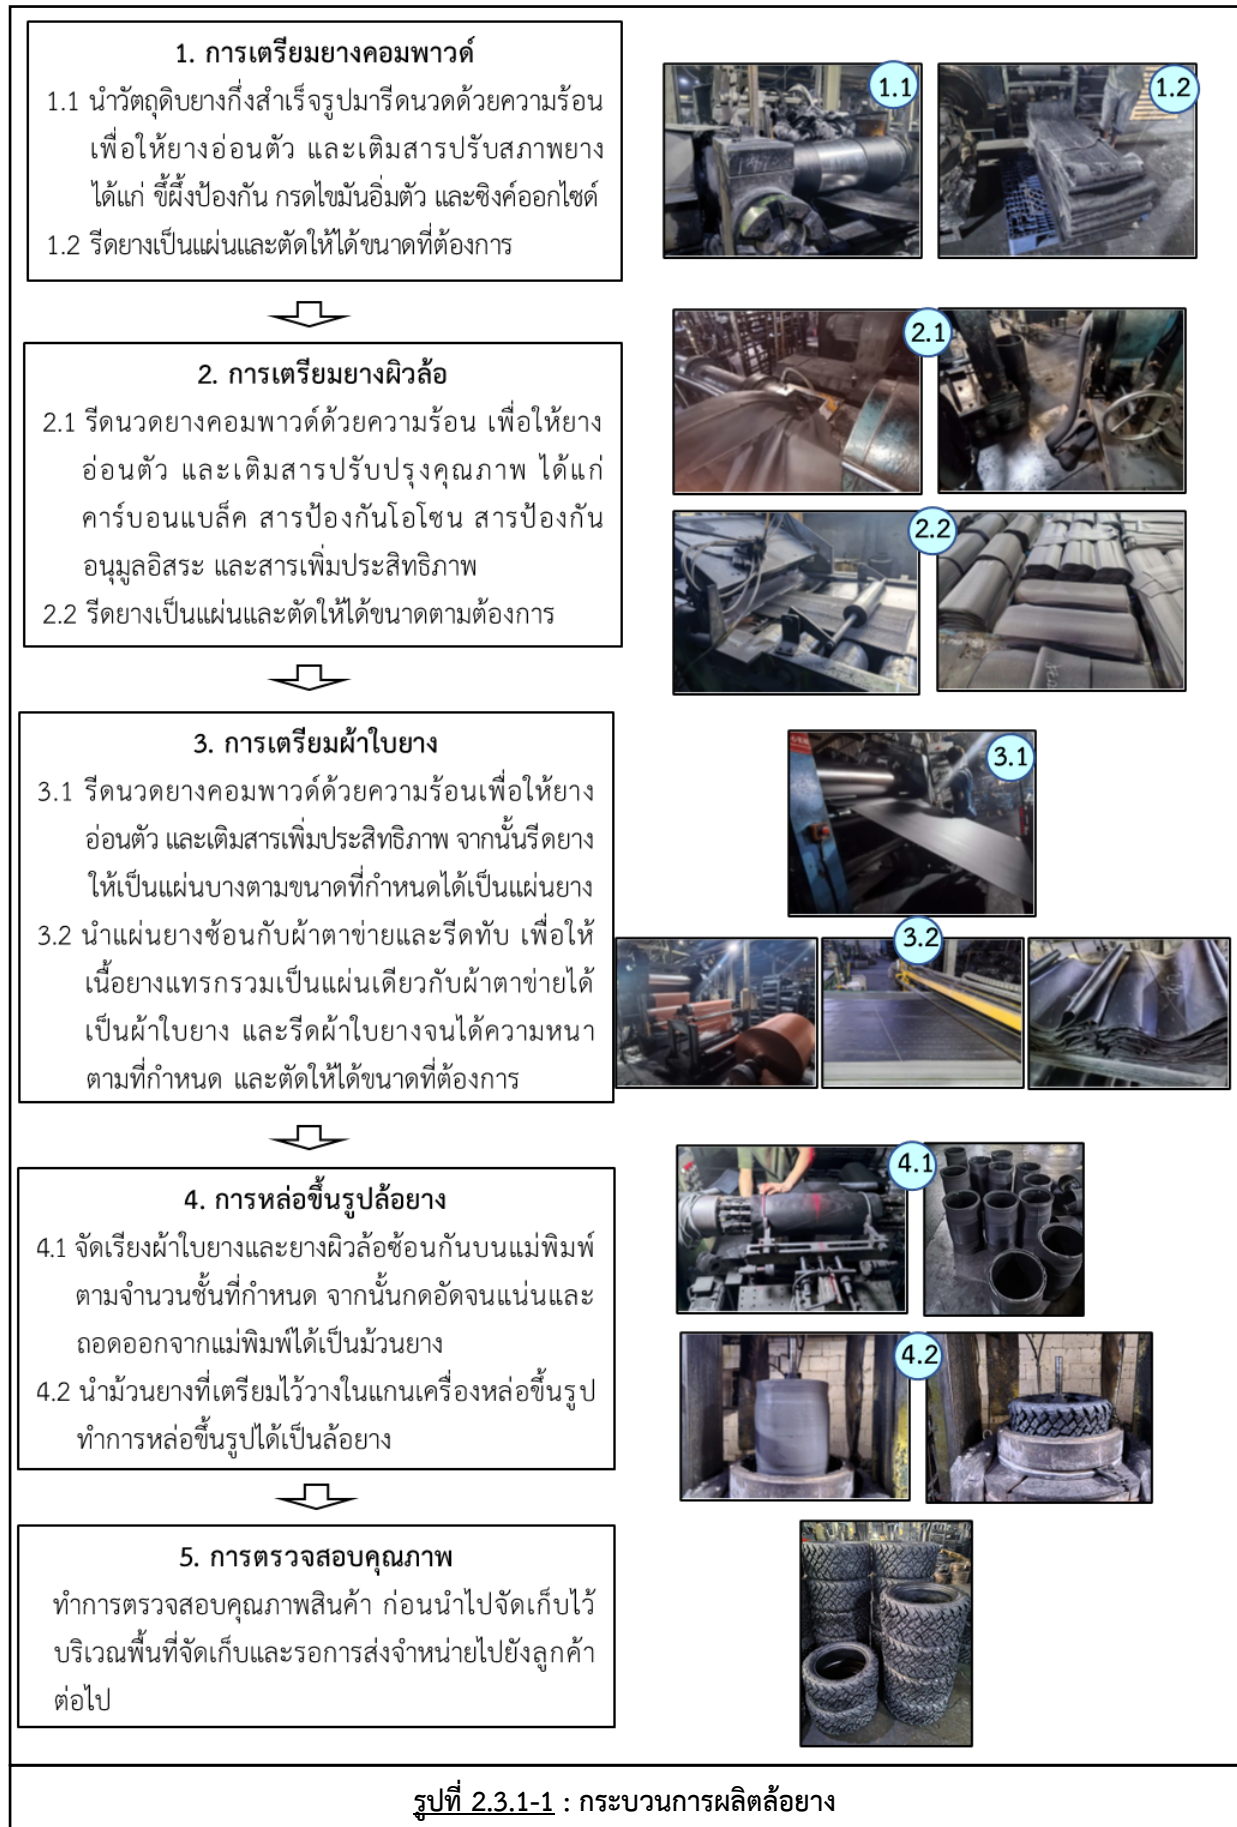 1. การเตรียมยางคอมพาวด์
1.1 นำวัตถุดิบยางกึ่งสำเร็จรูปมารีดนวดด้วยความร้อน
เพื่อให้ยางอ่อนตัว และเติมสารปรับสภาพยาง
ได้แก่ ขี้ผึ้งป้องกัน กรดไขมันอิ่มตัว และซิงค์ออกไซด์
1.2 รีดยางเป็นแผ่นและตัดให้ได้ขนาดที่ต้องการ
1.1
1.2
2. การเตรียมยางผิวล้อ
2.1 รีดนวดยางคอมพาวด์ด้วยความร้อน เพื่อให้ยาง
อ่อนตัว และเติมสารปรับปรุงคุณภาพ ได้แก่
คาร์บอนแบล็ค สารป้องกันโอโซน สารป้องกัน
อนุมูลอิสระ และสารเพิ่มประสิทธิภาพ
2.2 รีดยางเป็นแผ่นและตัดให้ได้ขนาดตามต้องการ
2.1
2.2
3. การเตรียมผ้าใบยาง
3.1 รีดนวดยางคอมพาวด์ด้วยความร้อนเพื่อให้ยาง
อ่อนตัว และเติมสารเพิ่มประสิทธิภาพ จากนั้นรีดยาง
ให้เป็นแผ่นบางตามขนาดที่กำหนดได้เป็นแผ่นยาง
3.2 นำแผ่นยางซ้อนกับผ้าตาข่ายและรีดทับ เพื่อให้
เนื้อยางแทรกรวมเป็นแผ่นเดียวกับผ้าตาข่ายได้
เป็นผ้าใบยาง และรีดผ้าใบยางจนได้ความหนา
ตามที่กำหนด และตัดให้ได้ขนาดที่ต้องการ
3.1
3.2
4. การหล่อขึ้นรูปล้อยาง
4.1 จัดเรียงผ้าใบยางและยางผิวล้อซ้อนกันบนแม่พิมพ์
ตามจำนวนชั้นที่กำหนด จากนั้นกดอัดจนแน่นและ
ถอดออกจากแม่พิมพ์ได้เป็นม้วนยาง
4.2 นำม้วนยางที่เตรียมไว้วางในแกนเครื่องหล่อขึ้นรูป
ทำการหล่อขึ้นรูปได้เป็นล้อยาง
4.1
4.2
5. การตรวจสอบคุณภาพ
ทำการตรวจสอบคุณภาพสินค้า ก่อนนำไปจัดเก็บไว้
บริเวณพื้นที่จัดเก็บและรอการส่งจำหน่ายไปยังลูกค้า
ต่อไป
รูปที่ 2.3.1-1 : กระบวนการผลิตล้อยาง